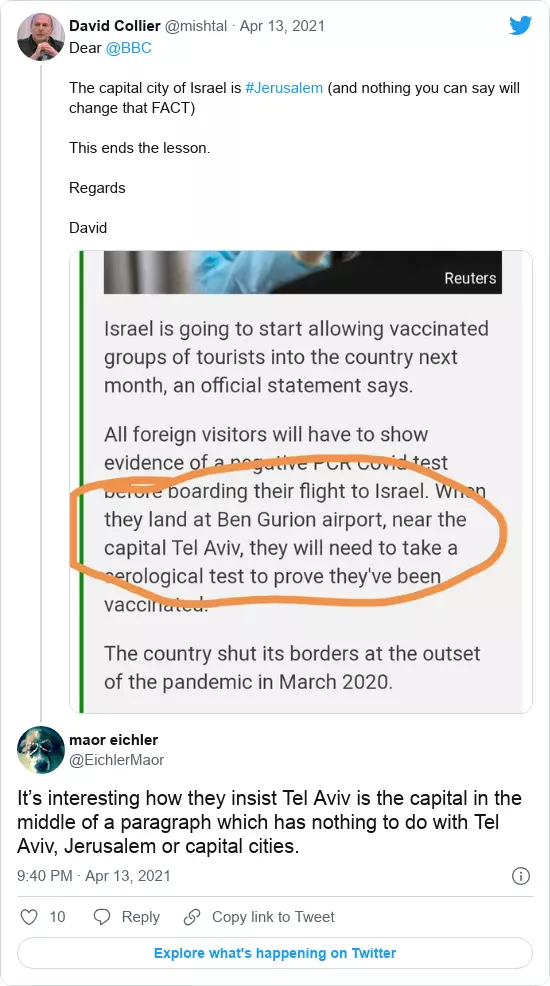 David Collier @mishtal · Apr 13, 2021
Dear @BBC
The capital city of Israel is #Jerusalem (and nothing you can say will
change that FACT)
This ends the lesson.
Regards
David
Reuters
Israel is going to start allowing vaccinated
groups of tourists into the country next
month, an official statement says.
All foreign visitors will have to show
evidence of a negative PCR Covid test
before boarding their flight to Israel. When
they land at Ben Gurion airport, near the
capital Tel Aviv, they will need to take a
serological test to prove they've been
vaccinated.
The country shut its borders at the outset
of the pandemic in March 2020.
maor eichler
@EichlerMaor
It’s interesting how they insist Tel Aviv is the capital in the
middle of a paragraph which has nothing to do with Tel
Aviv, Jerusalem or capital cities.
9:40 PM · Apr 13, 2021
10 Reply Copy link to Tweet
Explore what's happening on Twitter